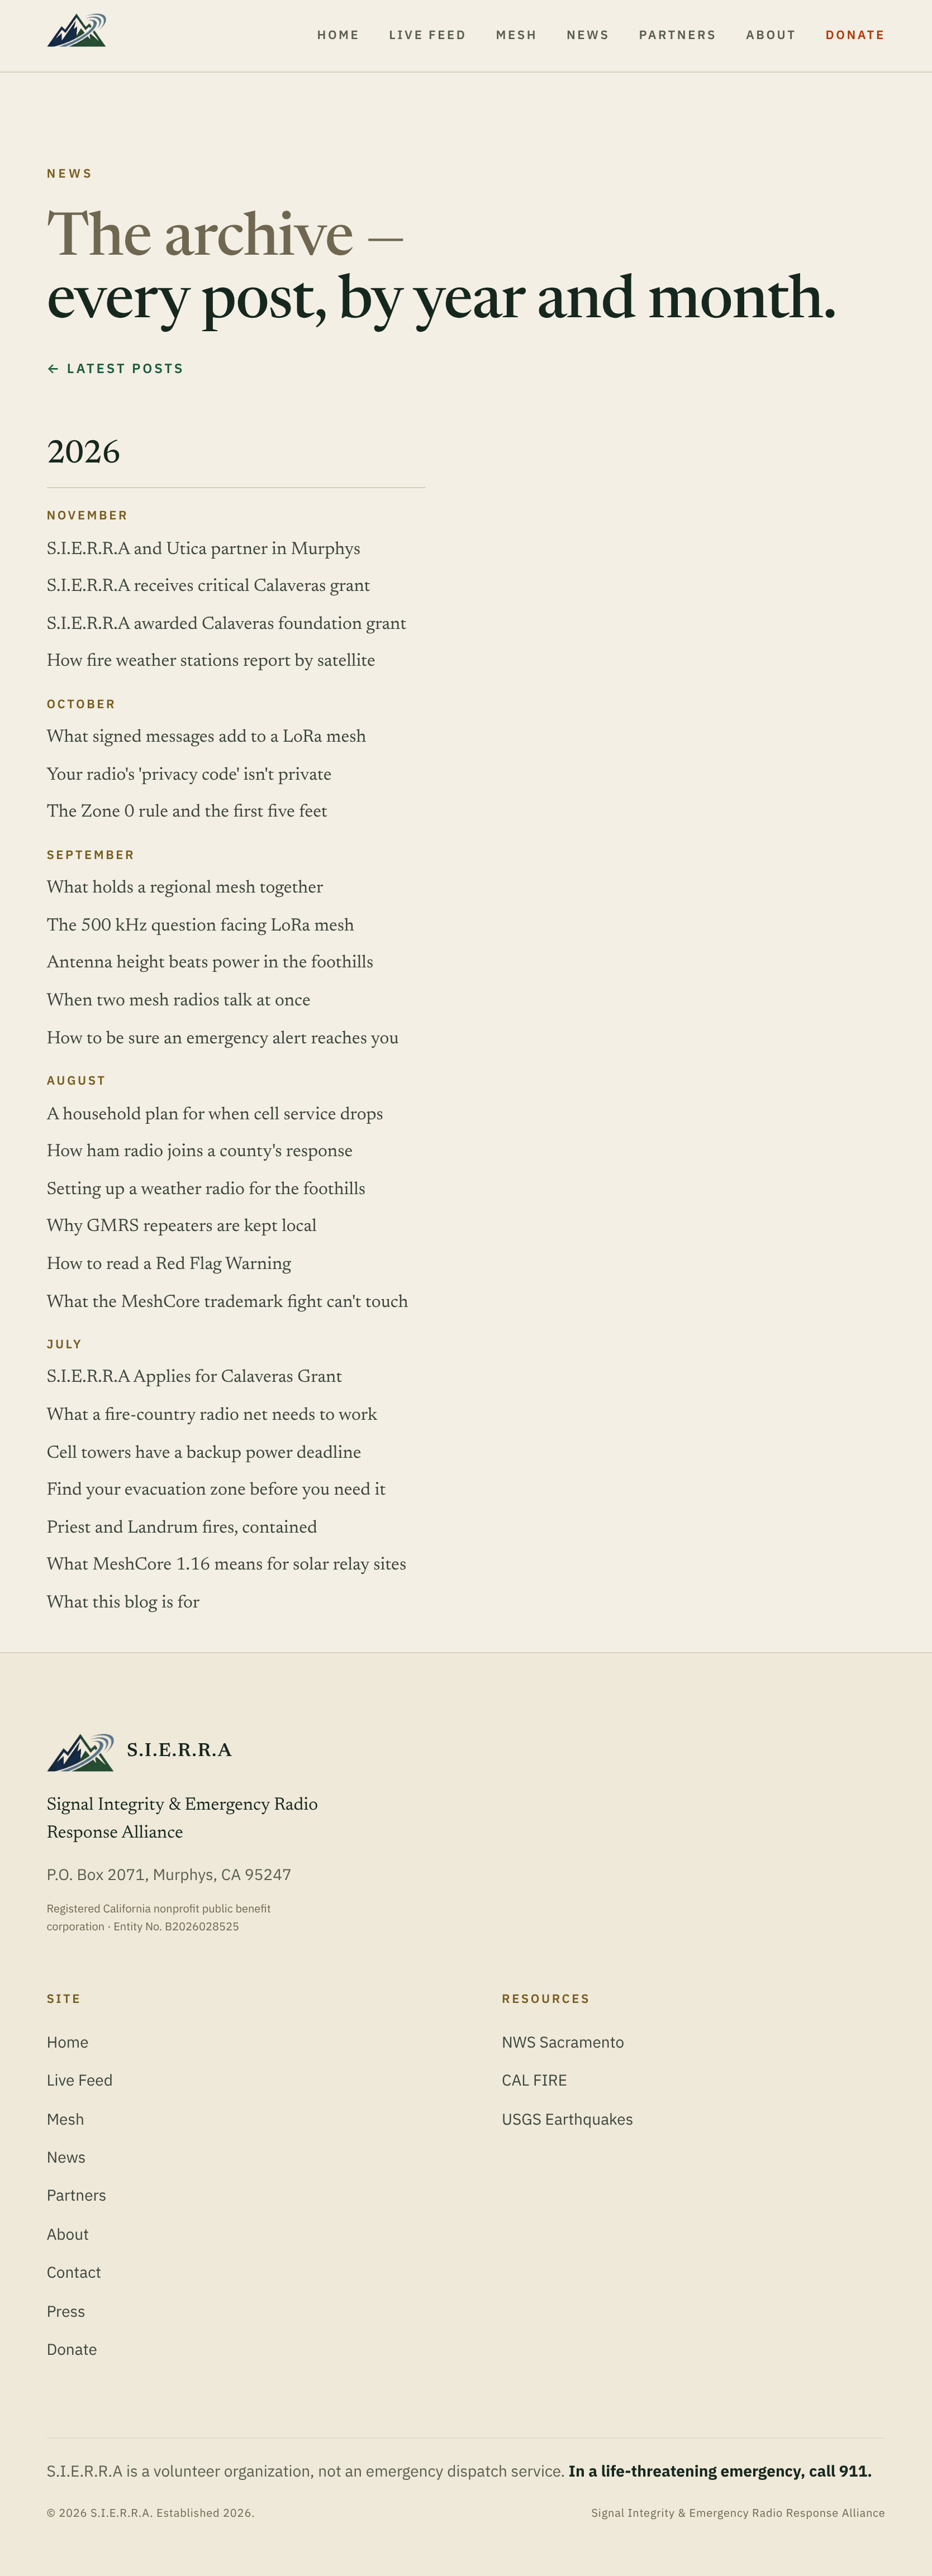 HOME LIVE FEED MESH NEWS PARTNERS ABOUT DONATE
NEWS
The archive —
every post, by year and month.
← LATEST POSTS
2026
NOVEMBER
S.I.E.R.R.A and Utica partner in Murphys
S.I.E.R.R.A receives critical Calaveras grant
S.I.E.R.R.A awarded Calaveras foundation grant
How fire weather stations report by satellite
OCTOBER
What signed messages add to a LoRa mesh
Your radio's 'privacy code' isn't private
The Zone 0 rule and the first five feet
SEPTEMBER
What holds a regional mesh together
The 500 kHz question facing LoRa mesh
Antenna height beats power in the foothills
When two mesh radios talk at once
How to be sure an emergency alert reaches you
AUGUST
A household plan for when cell service drops
How ham radio joins a county's response
Setting up a weather radio for the foothills
Why GMRS repeaters are kept local
How to read a Red Flag Warning
What the MeshCore trademark fight can't touch
JULY
S.I.E.R.R.A Applies for Calaveras Grant
What a fire-country radio net needs to work
Cell towers have a backup power deadline
Find your evacuation zone before you need it
Priest and Landrum fires, contained
What MeshCore 1.16 means for solar relay sites
What this blog is for
S.I.E.R.R.A
Signal Integrity & Emergency Radio
Response Alliance
P.O. Box 2071, Murphys, CA 95247
Registered California nonprofit public benefit
corporation · Entity No. B2026028525
SITE
Home
Live Feed
Mesh
News
Partners
About
Contact
Press
Donate
RESOURCES
NWS Sacramento
CAL FIRE
USGS Earthquakes
S.I.E.R.R.A is a volunteer organization, not an emergency dispatch service. In a life-threatening emergency, call 911.
© 2026 S.I.E.R.R.A. Established 2026.
Signal Integrity & Emergency Radio Response Alliance